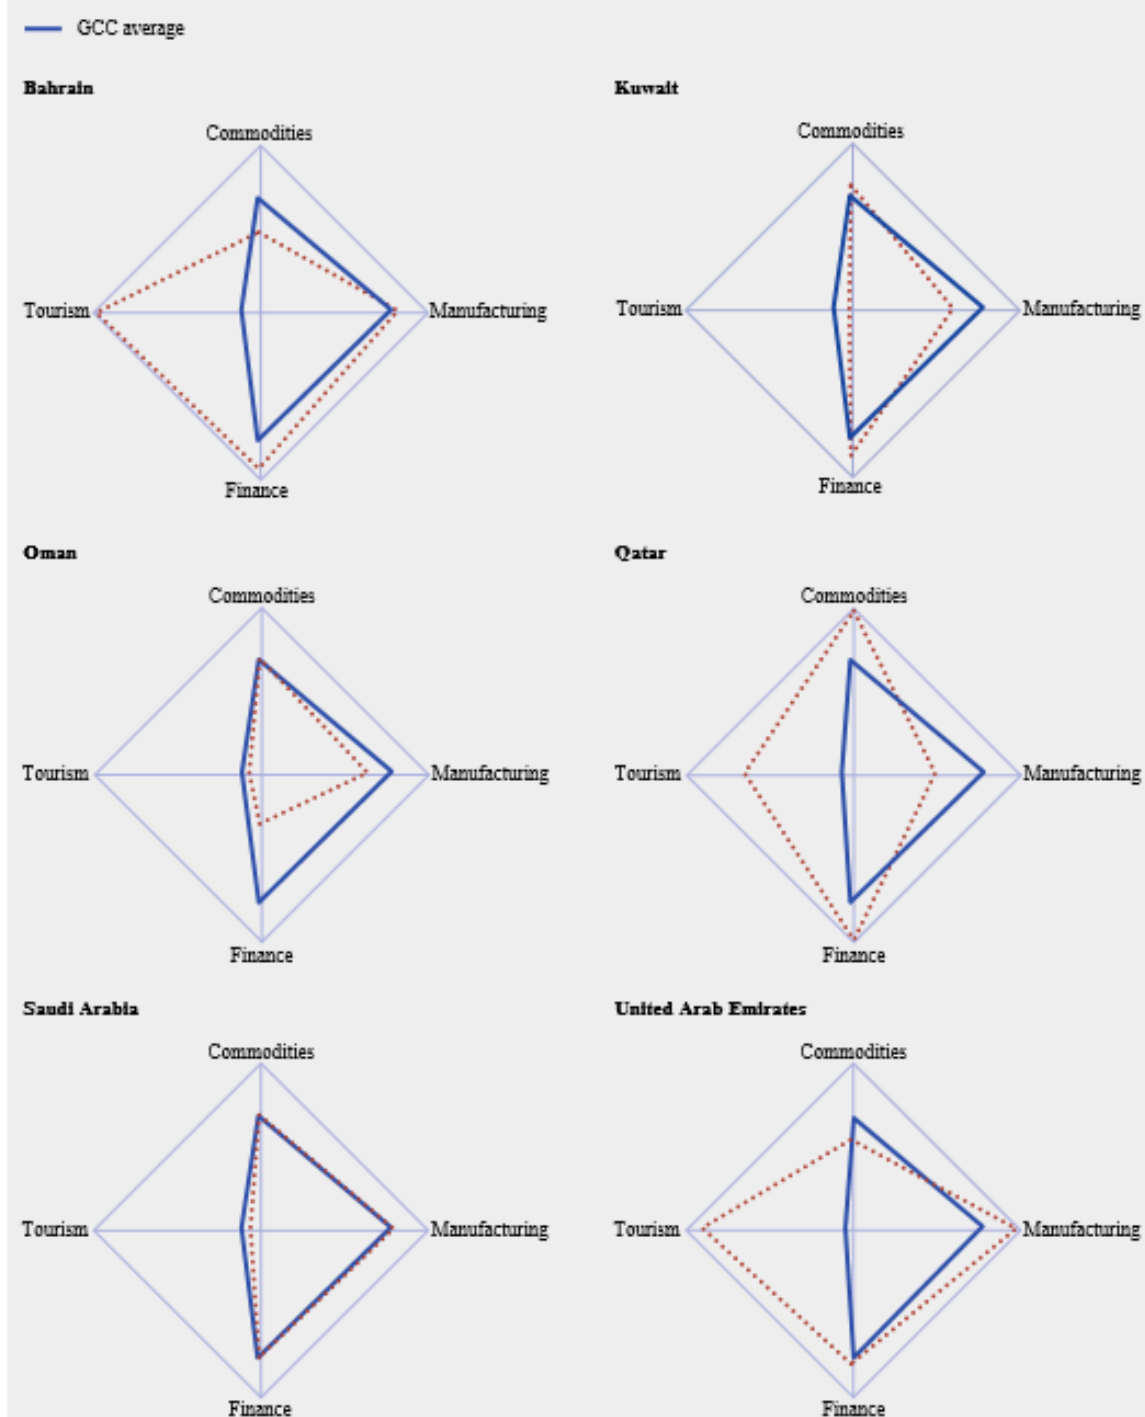 GCC average
Bahrain
Kuwait
Commodities
Commodities
Tourism
Manufacturing
Tourism
Manufacturing
Finance
Finance
Oman
Qatar
Commodities
Commodities
Tourism
Manufacturing
Tourism
Manufacturing
Finance
Finance
Saudi Arabia
United Arab Emirates
Commodities
Commodities
Tourism
Manufacturing
Tourism
Manufacturing
Finance
Finance